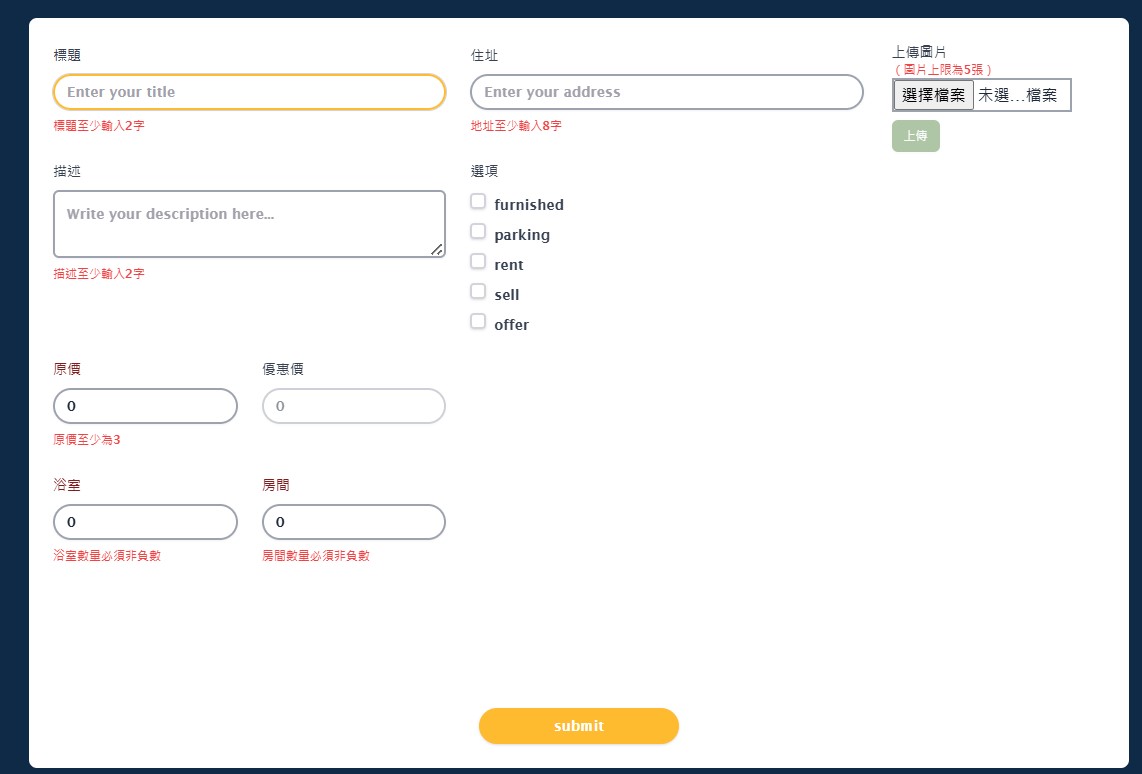 標題
Enter your title
標題至少輸入2字
住址
Enter your address
地址至少輸入8字
上傳圖片
( 圖片上限為5張 )
選擇檔案 未選...檔案
上傳
描述
Write your description here...
描述至少輸入2字
選項
furnished
parking
rent
sell
offer
原價
0
原價至少為3
優惠價
0
浴室
0
浴室數量必須非負數
房間
0
房間數量必須非負數
submit